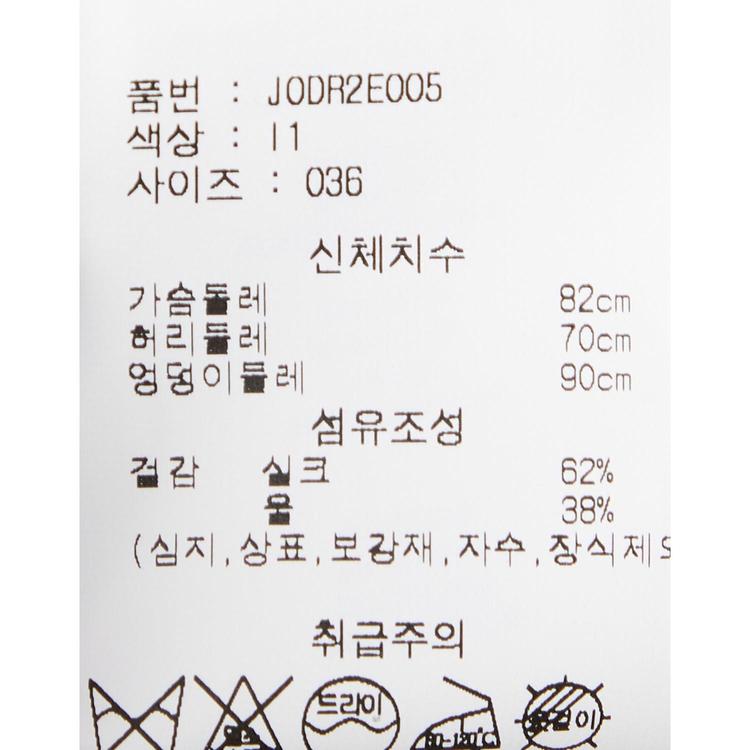 품번 : JODR2E005
색상 : I1
사이즈 : 036
신체치수
가슴둘레 82cm
허리둘레 70cm
엉덩이둘레 90cm
섬유조성
겉감 실크 62%
울 38%
(심지,상표,보강재,자수,장식제
취급주의
드라이
80~120℃
옷걸이